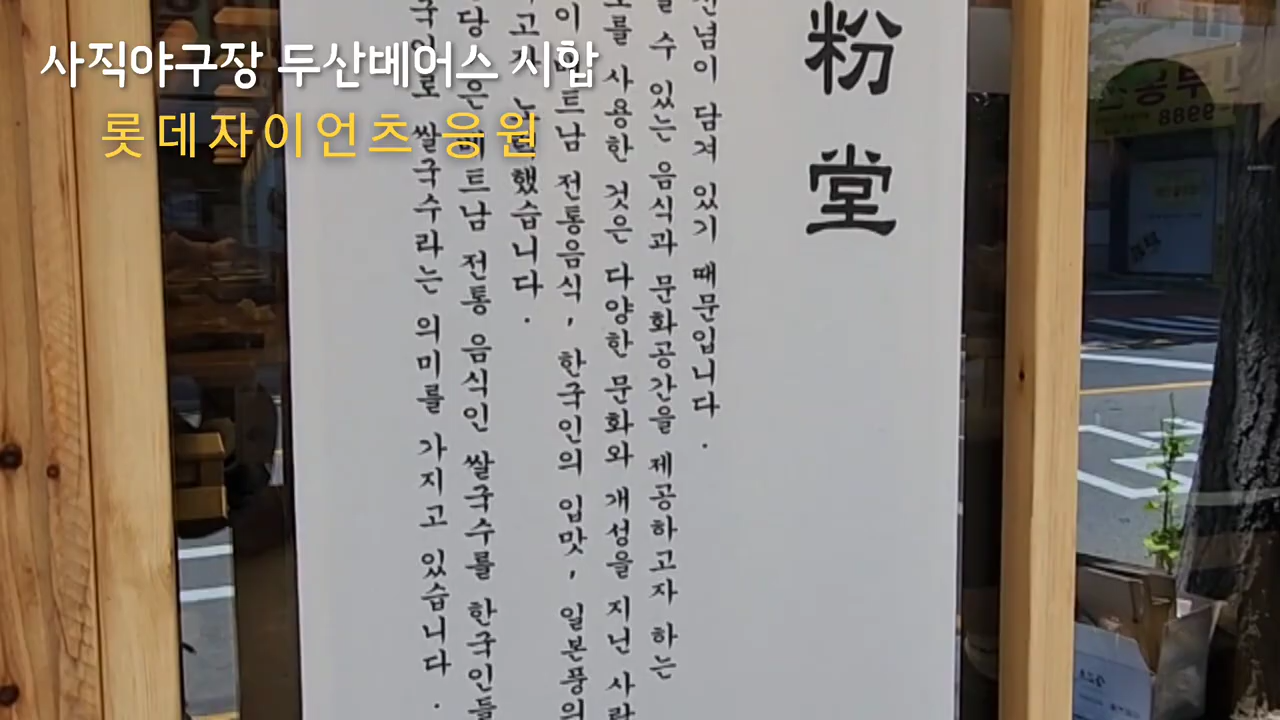 사직야구장 두산베어스 시합
롯데자이언츠 응원
粉堂
념이 담겨 있기 때문입니다.
수 있는 음식과 문화공간을 제공하고자 하는
를 사용한 것은 다양한 문화와 개성을 지닌 사람
이 베트남 전통음식, 한국인의 입맛, 일본풍의
고자 는 했습니다.
당은 베트남 전통 음식인 쌀국수를 한국인들
쌀국수라는 의미를 가지고 있습니다.
9988